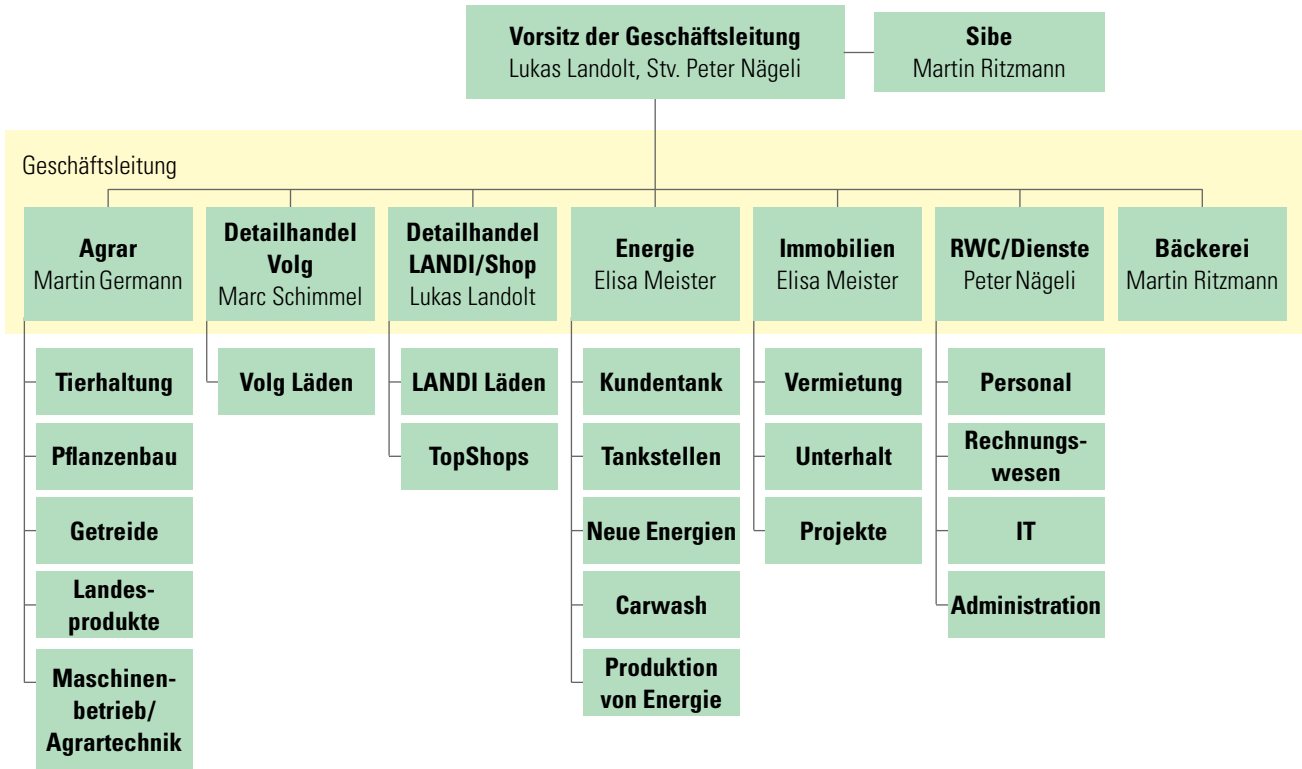 Vorsitz der Geschäftsleitung
Lukas Landolt, Stv. Peter Nägeli
Sibe
Martin Ritzmann
Geschäftsleitung
Agrar
Martin Germann
Detailhandel
Volg
Marc Schimmel
Detailhandel
LANDI/Shop
Lukas Landolt
Energie
Elisa Meister
Immobilien
Elisa Meister
RWC/Dienste
Peter Nägeli
Bäckerei
Martin Ritzmann
Tierhaltung
Pflanzenbau
Getreide
Landes-
produkte
Maschinen-
betrieb/
Agrartechnik
Volg Läden
LANDI Läden
TopShops
Kundentank
Tankstellen
Neue Energien
Carwash
Produktion
von Energie
Vermietung
Unterhalt
Projekte
Personal
Rechnungs-
wesen
IT
Administration